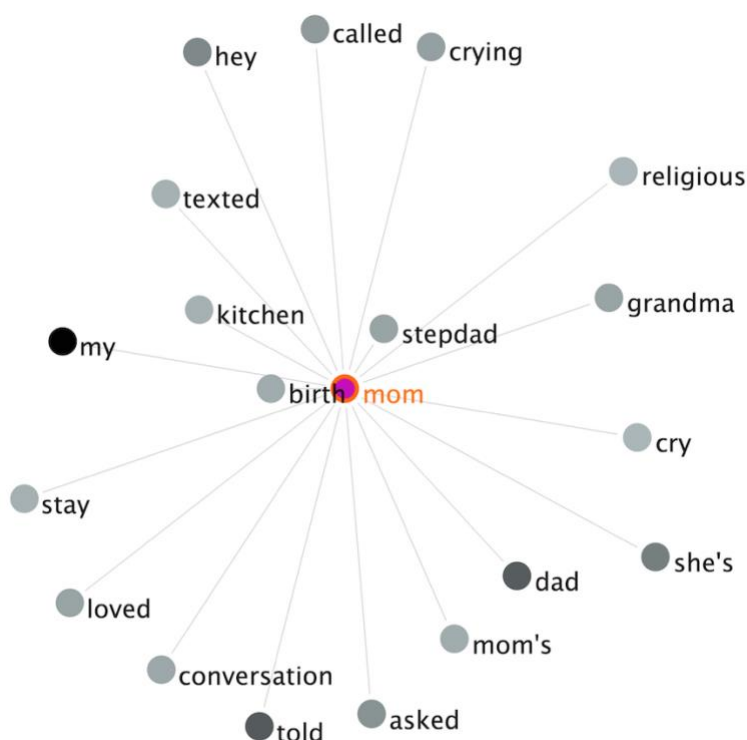 called
hey
crying
religious
texted
grandma
kitchen
stepdad
my
birth mom
cry
stay
she's
dad
loved
mom's
conversation
asked
told